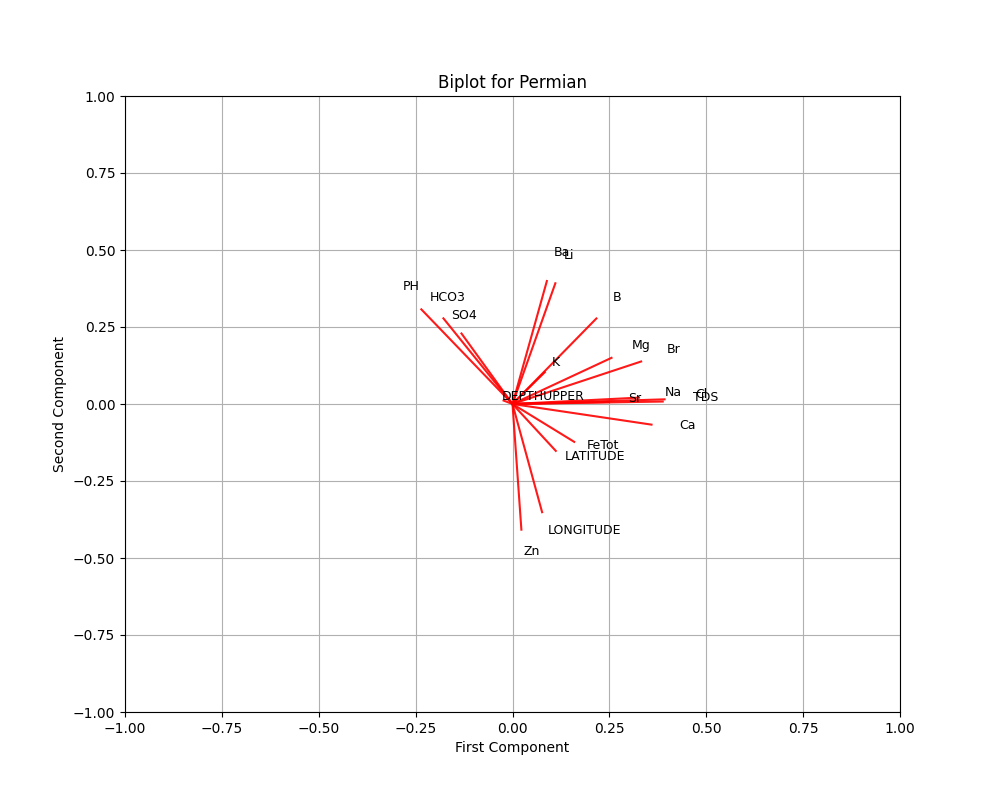 Biplot for Permian
1.00
0.75
0.50
0.25
0.00
−0.25
−0.50
−0.75
−1.00
Second Component
Ba
Li
PH
HCO3
B
SO4
Mg
Br
K
DEPTHUPPER
Sr
Na
Cl
TDS
Ca
FeTot
LATITUDE
LONGITUDE
Zn
−1.00 −0.75 −0.50 −0.25 0.00 0.25 0.50 0.75 1.00
First Component